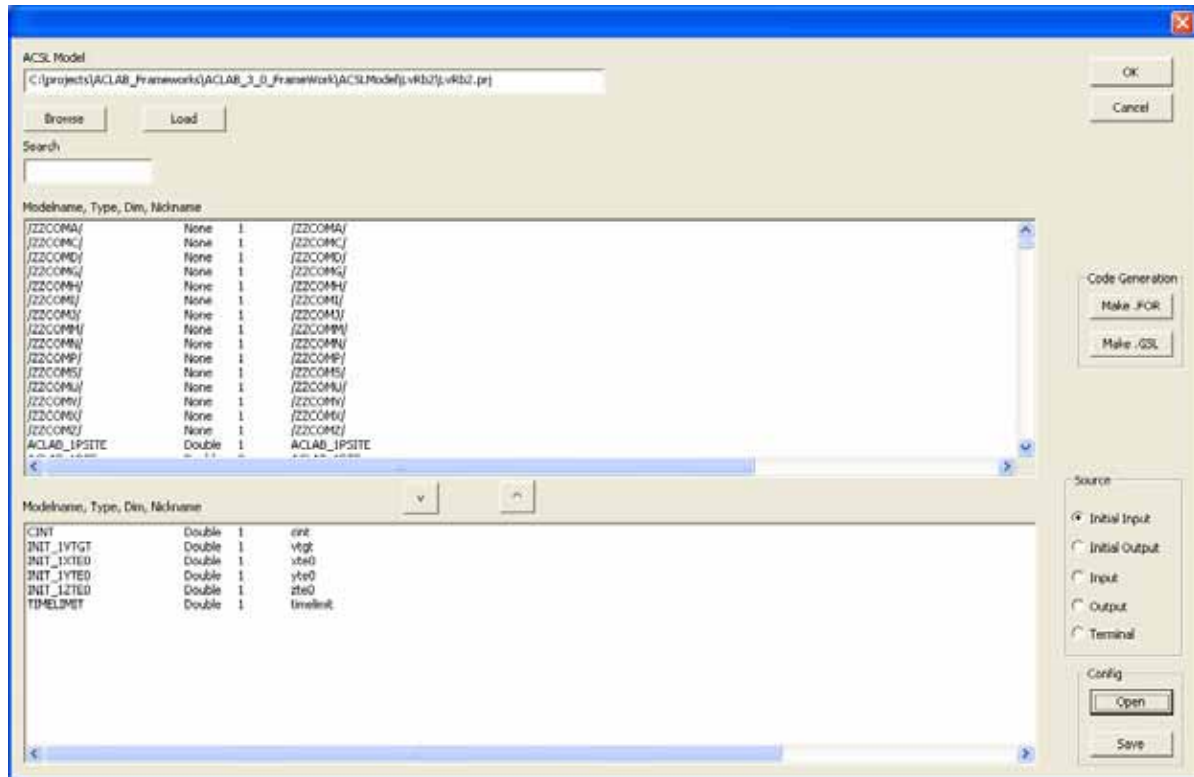 ACSL Model
C:\projects\ACLAB_Frameworks\ACLAB_3_0_FrameWork\ACSLModel\LvRb2\LvRb2.prj
OK
Browse
Load
Cancel
Search
Modelname, Type, Dim, Nickname
/ZZCOMA/ None 1 /ZZCOMA/
/ZZCOMC/ None 1 /ZZCOMC/
/ZZCOMD/ None 1 /ZZCOMD/
/ZZCOMG/ None 1 /ZZCOMG/
/ZZCOMH/ None 1 /ZZCOMH/
/ZZCOMI/ None 1 /ZZCOMI/
/ZZCOMJ/ None 1 /ZZCOMJ/
/ZZCOMM/ None 1 /ZZCOMM/
/ZZCOMN/ None 1 /ZZCOMN/
/ZZCOMP/ None 1 /ZZCOMP/
/ZZCOMS/ None 1 /ZZCOMS/
/ZZCOMU/ None 1 /ZZCOMU/
/ZZCOMV/ None 1 /ZZCOMV/
/ZZCOMX/ None 1 /ZZCOMX/
/ZZCOMZ/ None 1 /ZZCOMZ/
ACLAB_1PSITE Double 1 ACLAB_1PSITE
Code Generation
Make .FOR
Make .GSL
v
^
Modelname, Type, Dim, Nickname
CINT Double 1 cint
INIT_1VTGT Double 1 vtgt
INIT_1XTE0 Double 1 xte0
INIT_1YTE0 Double 1 yte0
INIT_1ZTE0 Double 1 zte0
TIMELIMIT Double 1 timelimit
Source
Initial Input
Initial Output
Input
Output
Terminal
Config
Open
Save